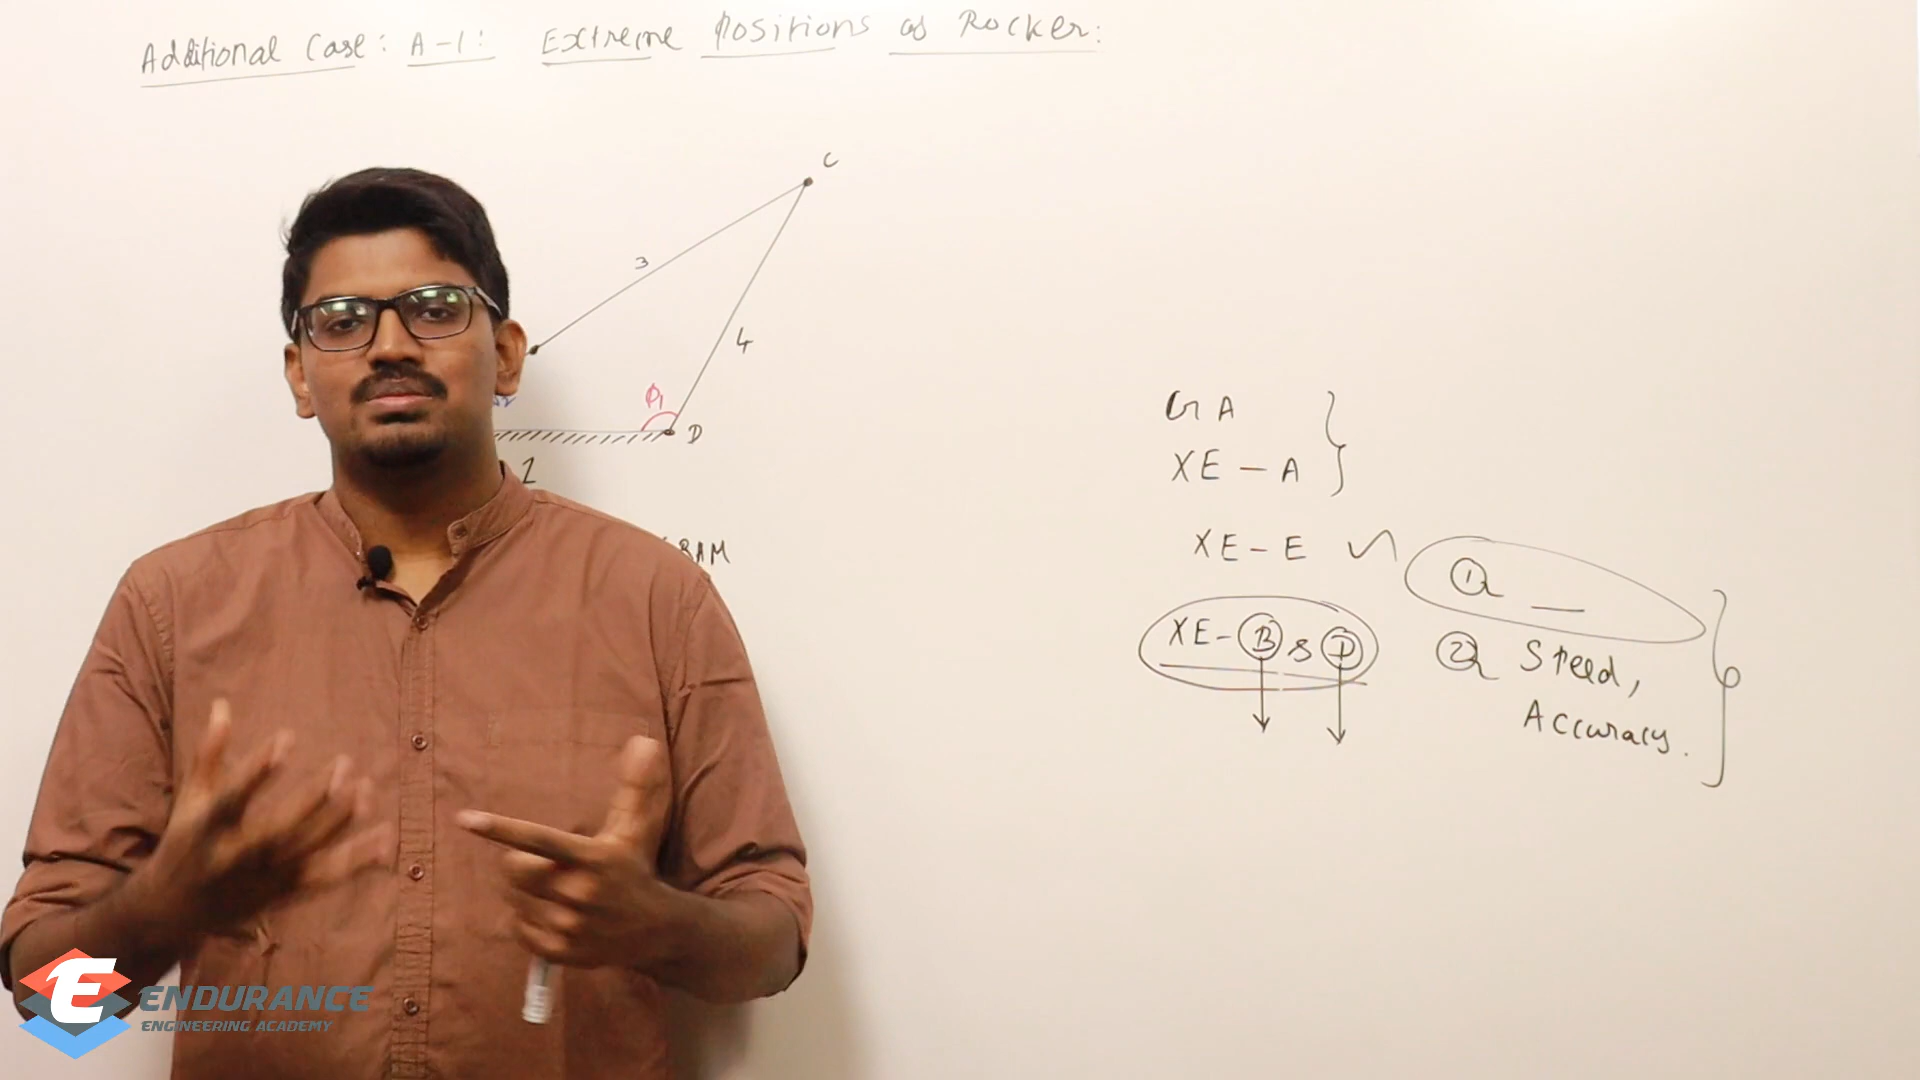 Additional Case: A-1: Extreme Positions of Rocker:
C
3
4
φ1
D
GA
XE - A
XE - E
① _
XE - B & D
② Speed,
Accuracy.
ENDURANCE
ENGINEERING ACADEMY